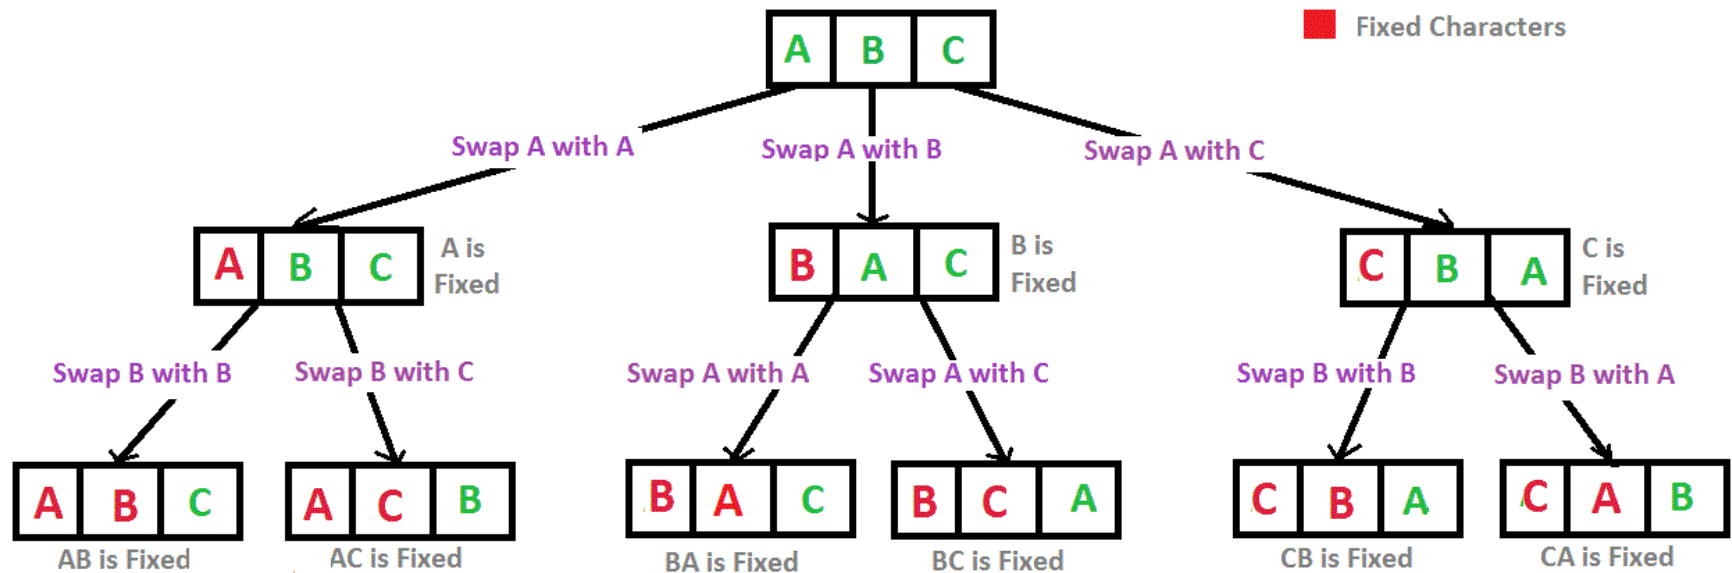 A B C
Fixed Characters
Swap A with A
Swap A with B
Swap A with C
A B C
A is
Fixed
B A C
B is
Fixed
C B A
C is
Fixed
Swap B with B
Swap B with C
Swap A with A
Swap A with C
Swap B with B
Swap B with A
A B C
A C B
B A C
B C A
C B A
C A B
AB is Fixed
AC is Fixed
BA is Fixed
BC is Fixed
CB is Fixed
CA is Fixed